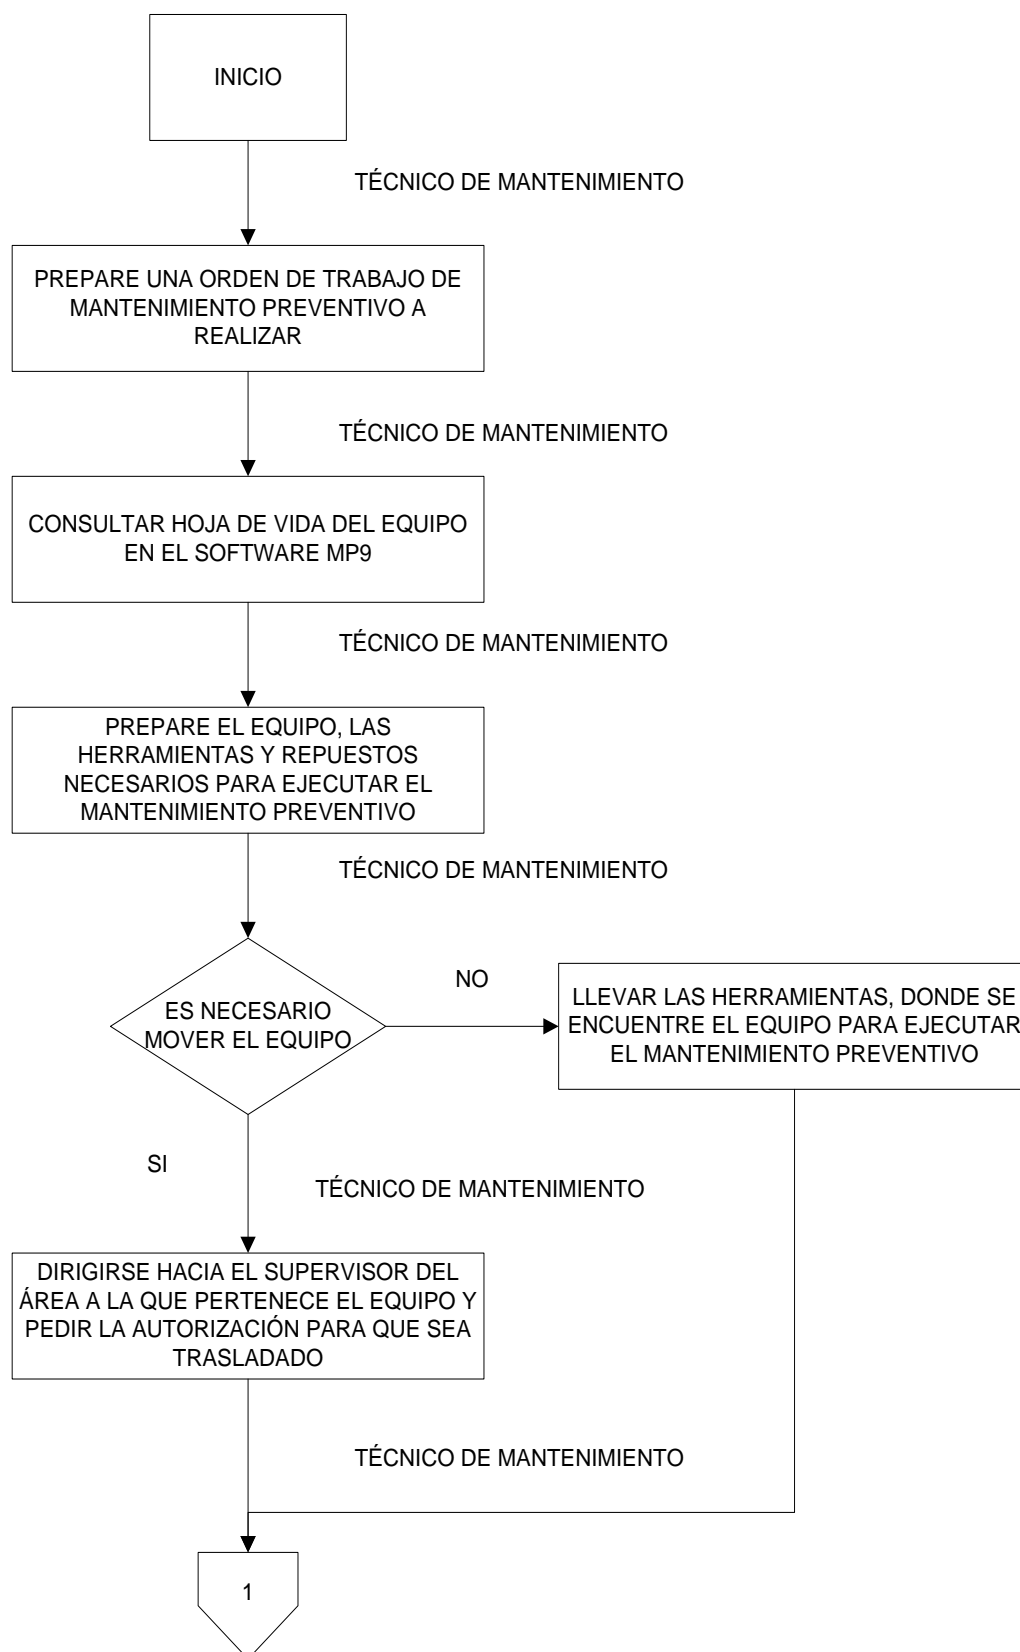 INICIO
TÉCNICO DE MANTENIMIENTO
PREPARE UNA ORDEN DE TRABAJO DE
MANTENIMIENTO PREVENTIVO A
REALIZAR
TÉCNICO DE MANTENIMIENTO
CONSULTAR HOJA DE VIDA DEL EQUIPO
EN EL SOFTWARE MP9
TÉCNICO DE MANTENIMIENTO
PREPARE EL EQUIPO, LAS
HERRAMIENTAS Y REPUESTOS
NECESARIOS PARA EJECUTAR EL
MANTENIMIENTO PREVENTIVO
TÉCNICO DE MANTENIMIENTO
ES NECESARIO
MOVER EL EQUIPO
NO
LLEVAR LAS HERRAMIENTAS, DONDE SE
ENCUENTRE EL EQUIPO PARA EJECUTAR
EL MANTENIMIENTO PREVENTIVO
SI
TÉCNICO DE MANTENIMIENTO
DIRIGIRSE HACIA EL SUPERVISOR DEL
ÁREA A LA QUE PERTENECE EL EQUIPO Y
PEDIR LA AUTORIZACIÓN PARA QUE SEA
TRASLADADO
TÉCNICO DE MANTENIMIENTO
1